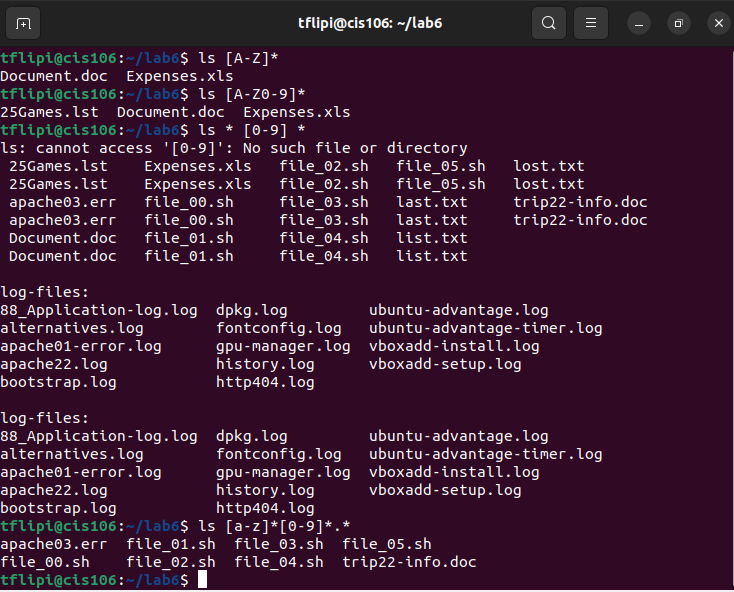 tflipi@cis106: ~/lab6
tflipi@cis106:~/lab6$ ls [A-Z]*
Document.doc  Expenses.xls
tflipi@cis106:~/lab6$ ls [A-Z0-9]*
25Games.lst  Document.doc  Expenses.xls
tflipi@cis106:~/lab6$ ls * [0-9] *
ls: cannot access '[0-9]': No such file or directory
 25Games.lst    Expenses.xls   file_02.sh   file_05.sh   lost.txt
 25Games.lst    Expenses.xls   file_02.sh   file_05.sh   lost.txt
 apache03.err   file_00.sh     file_03.sh   last.txt     trip22-info.doc
 apache03.err   file_00.sh     file_03.sh   last.txt     trip22-info.doc
 Document.doc   file_01.sh     file_04.sh   list.txt
 Document.doc   file_01.sh     file_04.sh   list.txt

log-files:
88_Application-log.log  dpkg.log         ubuntu-advantage.log
alternatives.log        fontconfig.log   ubuntu-advantage-timer.log
apache01-error.log      gpu-manager.log  vboxadd-install.log
apache22.log            history.log      vboxadd-setup.log
bootstrap.log           http404.log

log-files:
88_Application-log.log  dpkg.log         ubuntu-advantage.log
alternatives.log        fontconfig.log   ubuntu-advantage-timer.log
apache01-error.log      gpu-manager.log  vboxadd-install.log
apache22.log            history.log      vboxadd-setup.log
bootstrap.log           http404.log
tflipi@cis106:~/lab6$ ls [a-z]*[0-9]*.*
apache03.err  file_01.sh  file_03.sh  file_05.sh
file_00.sh    file_02.sh  file_04.sh  trip22-info.doc
tflipi@cis106:~/lab6$